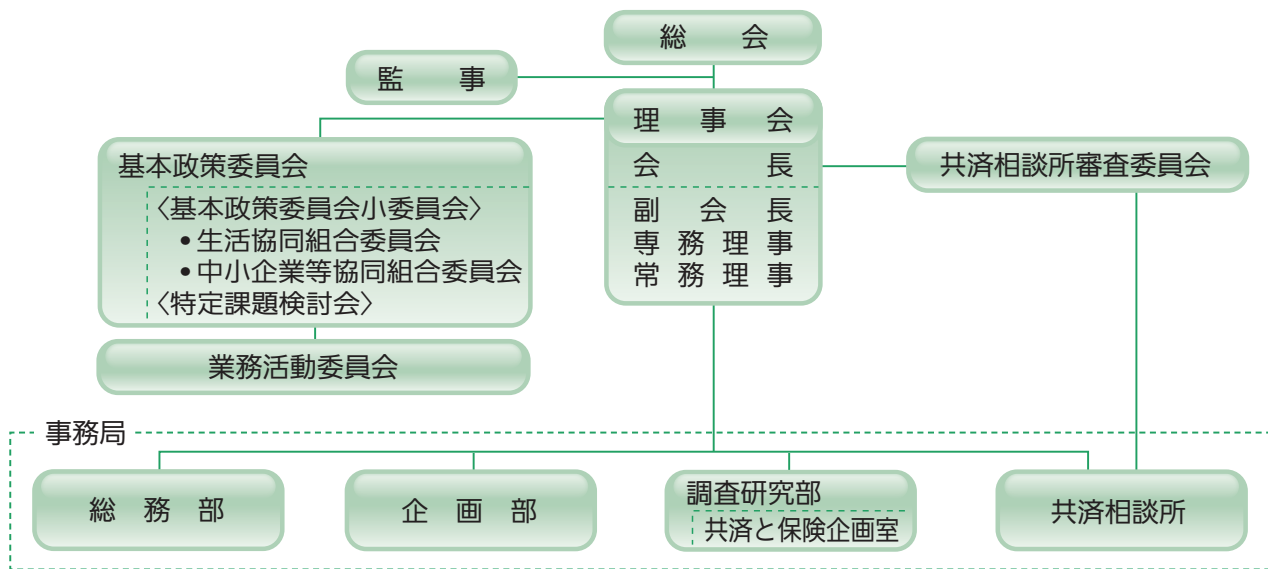 総会
監事
理事会
会長
副会長
専務理事
常務理事
基本政策委員会
〈基本政策委員会小委員会〉
•生活協同組合委員会
•中小企業等協同組合委員会
〈特定課題検討会〉
業務活動委員会
共済相談所審査委員会
事務局
総務部
企画部
調査研究部
共済と保険企画室
共済相談所